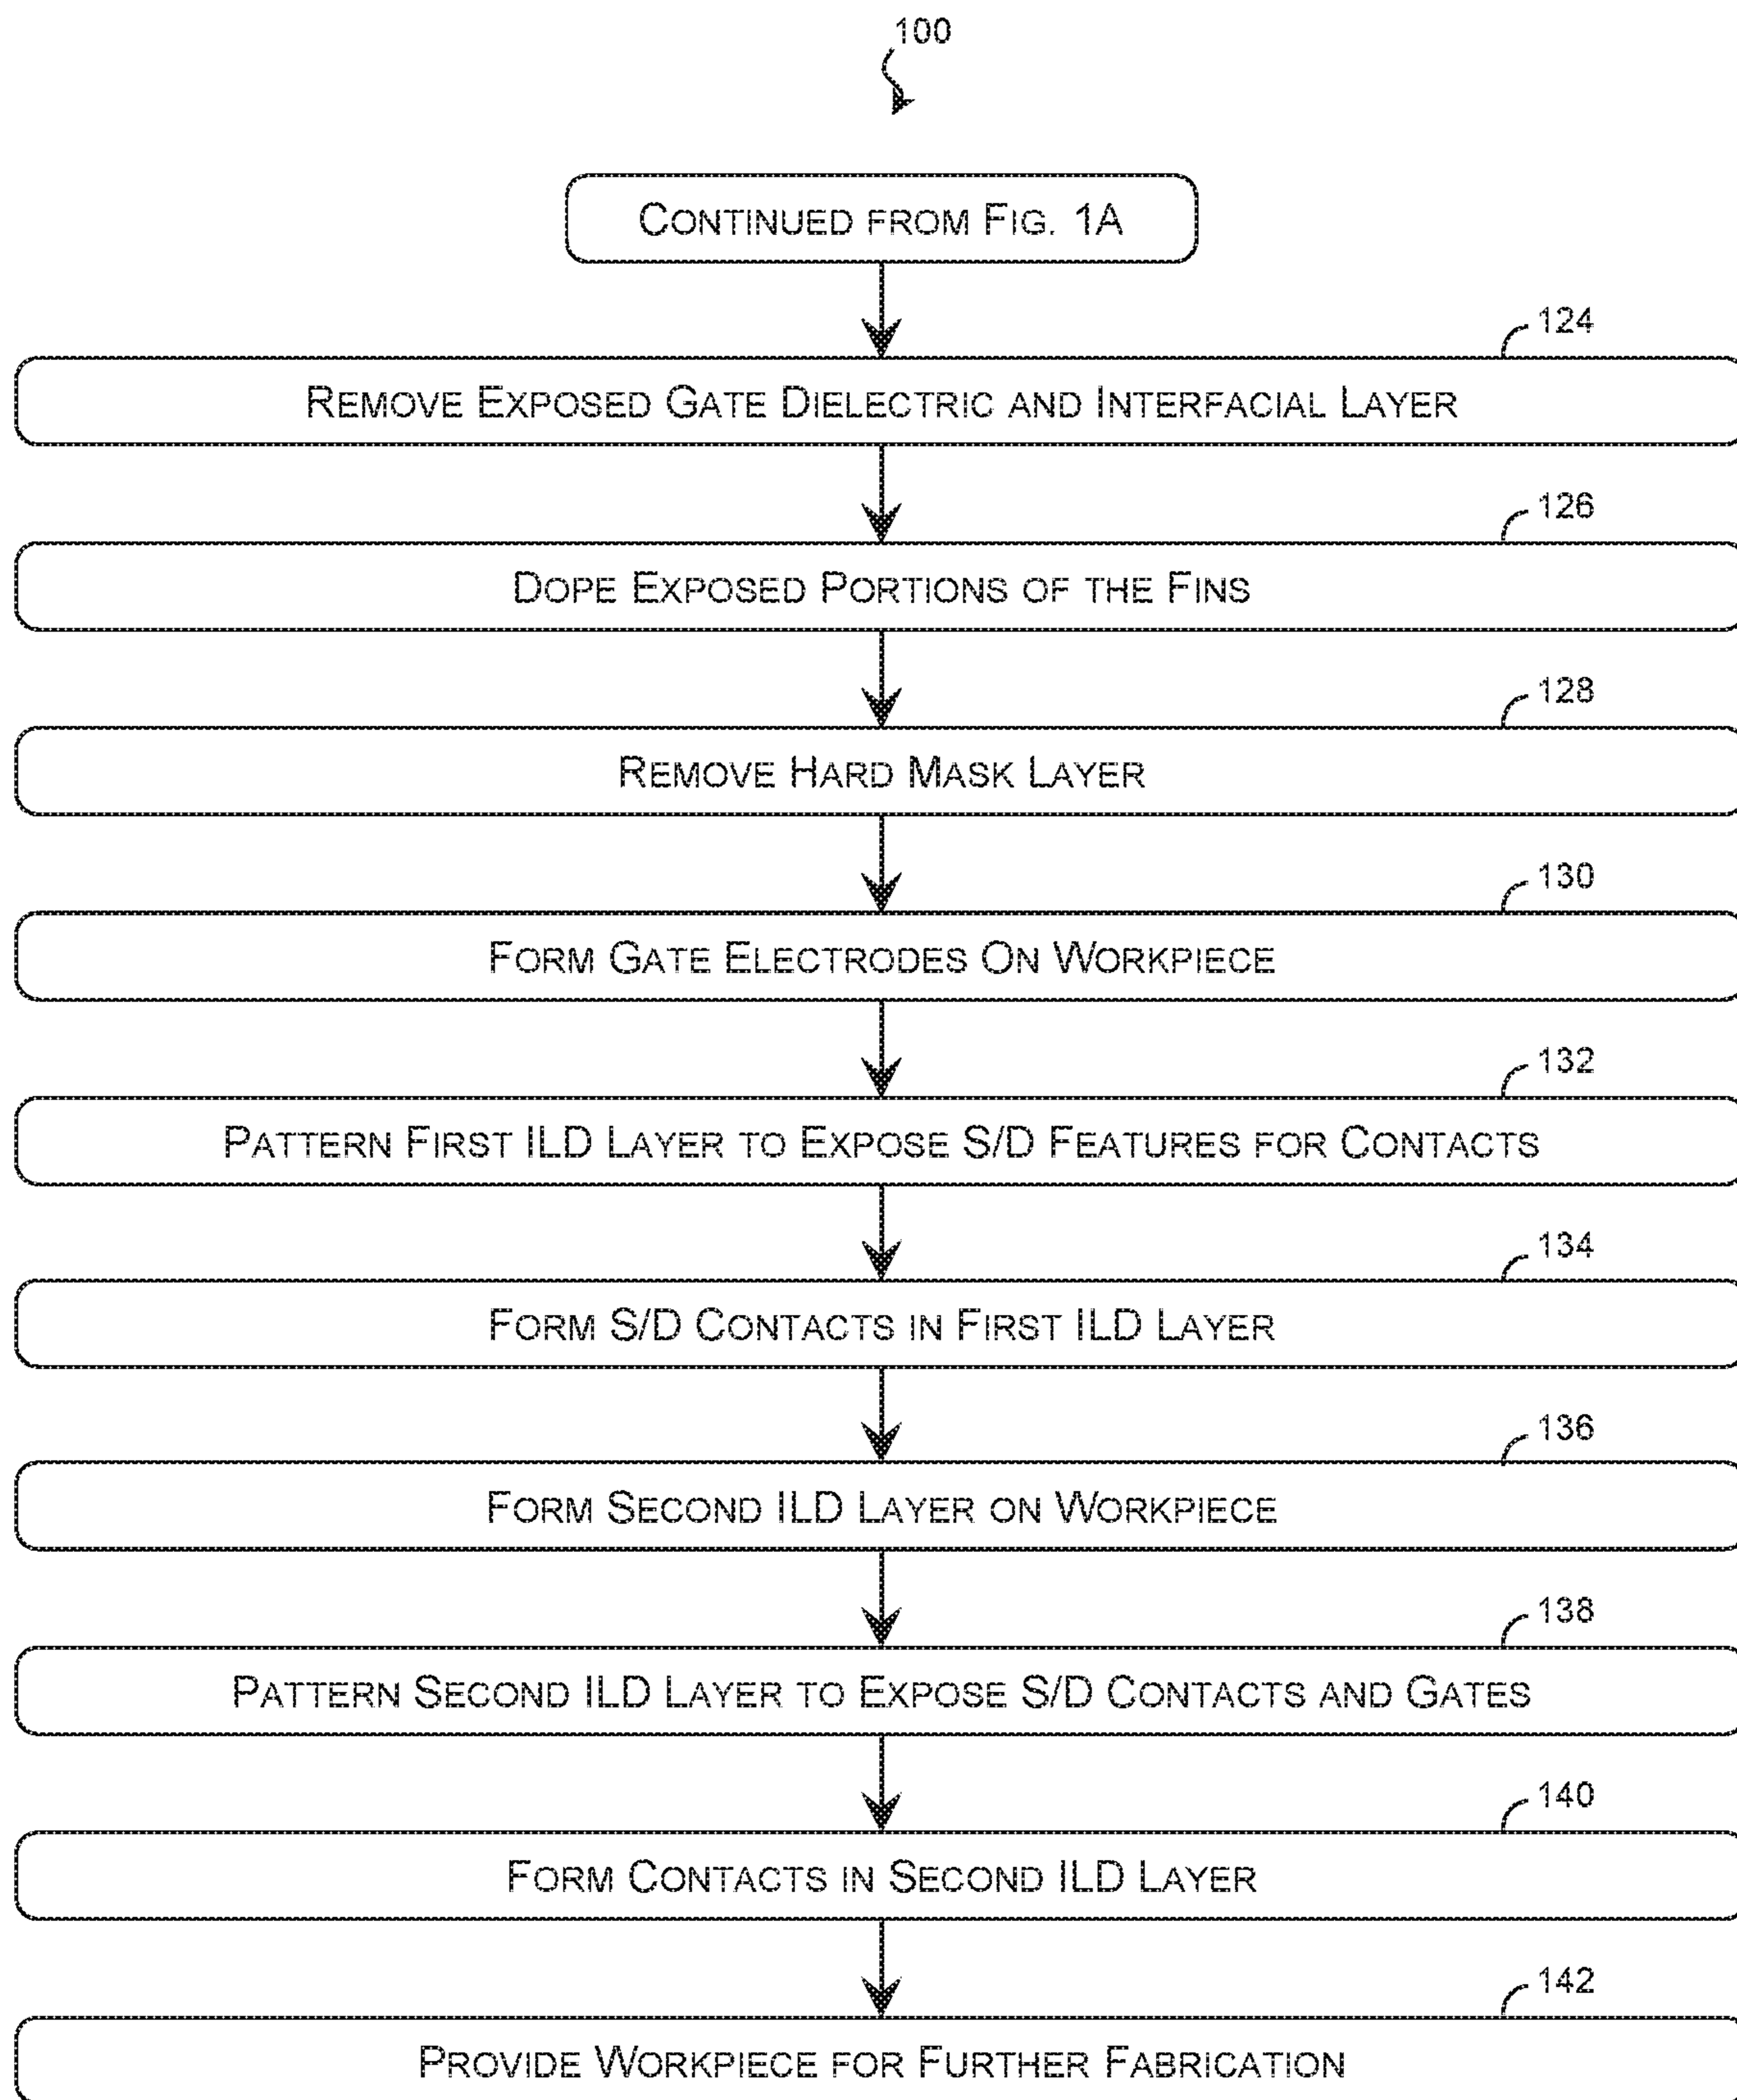 100
CONTINUED FROM FIG. 1A
124
REMOVE EXPOSED GATE DIELECTRIC AND INTERFACIAL LAYER
126
DOPE EXPOSED PORTIONS OF THE FINS
128
REMOVE HARD MASK LAYER
130
FORM GATE ELECTRODES ON WORKPIECE
132
PATTERN FIRST ILD LAYER TO EXPOSE S/D FEATURES FOR CONTACTS
134
FORM S/D CONTACTS IN FIRST ILD LAYER
136
FORM SECOND ILD LAYER ON WORKPIECE
138
PATTERN SECOND ILD LAYER TO EXPOSE S/D CONTACTS AND GATES
140
FORM CONTACTS IN SECOND ILD LAYER
142
PROVIDE WORKPIECE FOR FURTHER FABRICATION